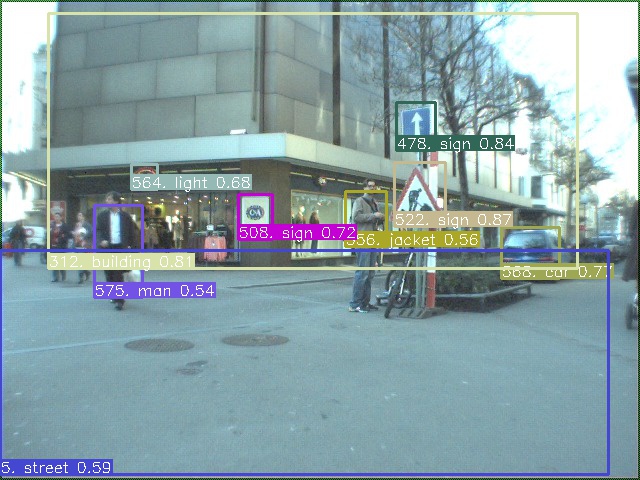 478. sign 0.84
564. light 0.68
522. sign 0.87
508. sign 0.72
556. jacket 0.56
312. building 0.81
568. car 0.77
575. man 0.54
5. street 0.59
C&A